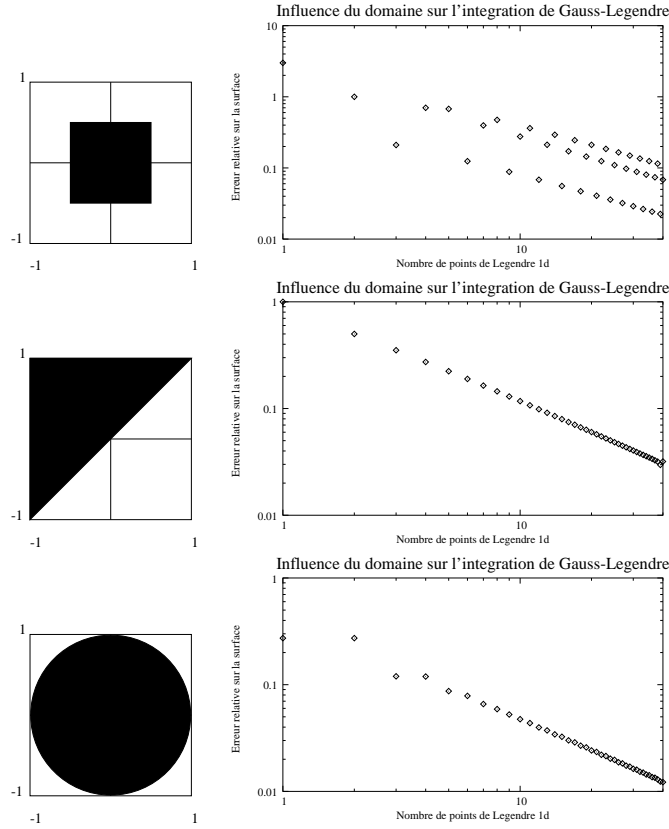 Influence du domaine sur l'integration de Gauss-Legendre
1
-1
-1 1
Erreur relative sur la surface
10
1
0.1
0.01
1 10
Nombre de points de Legendre 1d
Influence du domaine sur l'integration de Gauss-Legendre
1
-1
-1 1
Erreur relative sur la surface
1
0.1
0.01
1 10
Nombre de points de Legendre 1d
Influence du domaine sur l'integration de Gauss-Legendre
1
-1
-1 1
Erreur relative sur la surface
1
0.1
0.01
1 10
Nombre de points de Legendre 1d